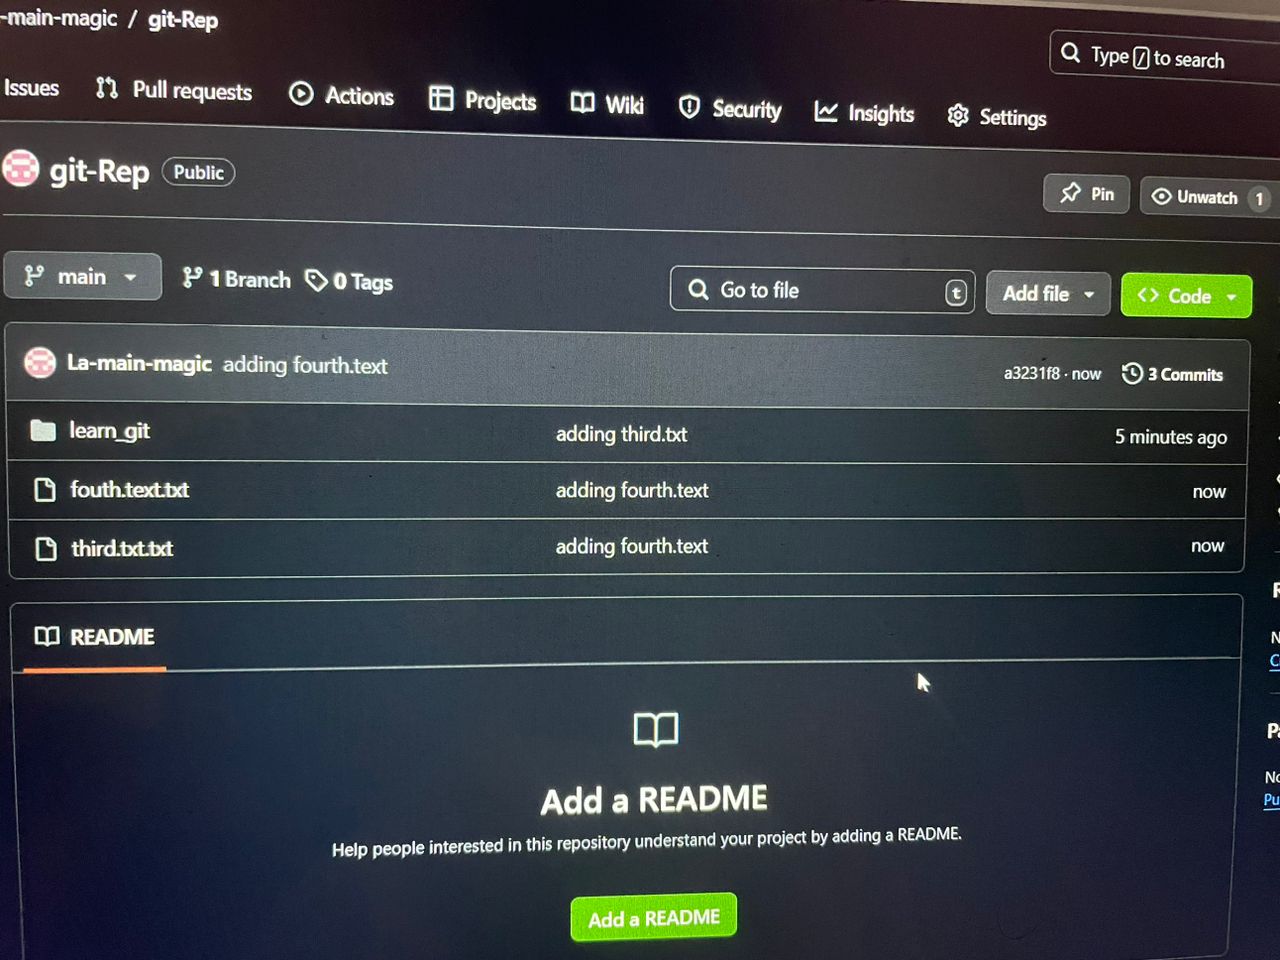 -main-magic / git-Rep
Type / to search
Issues Pull requests Actions Projects Wiki Security Insights Settings
git-Rep Public
Pin Unwatch 1
main 1 Branch 0 Tags Go to file t Add file Code
La-main-magic adding fourth.text a3231f8 · now 3 Commits
learn_git adding third.txt 5 minutes ago
fouth.text.txt adding fourth.text now
third.txt.txt adding fourth.text now
README
Add a README
Help people interested in this repository understand your project by adding a README.
Add a README